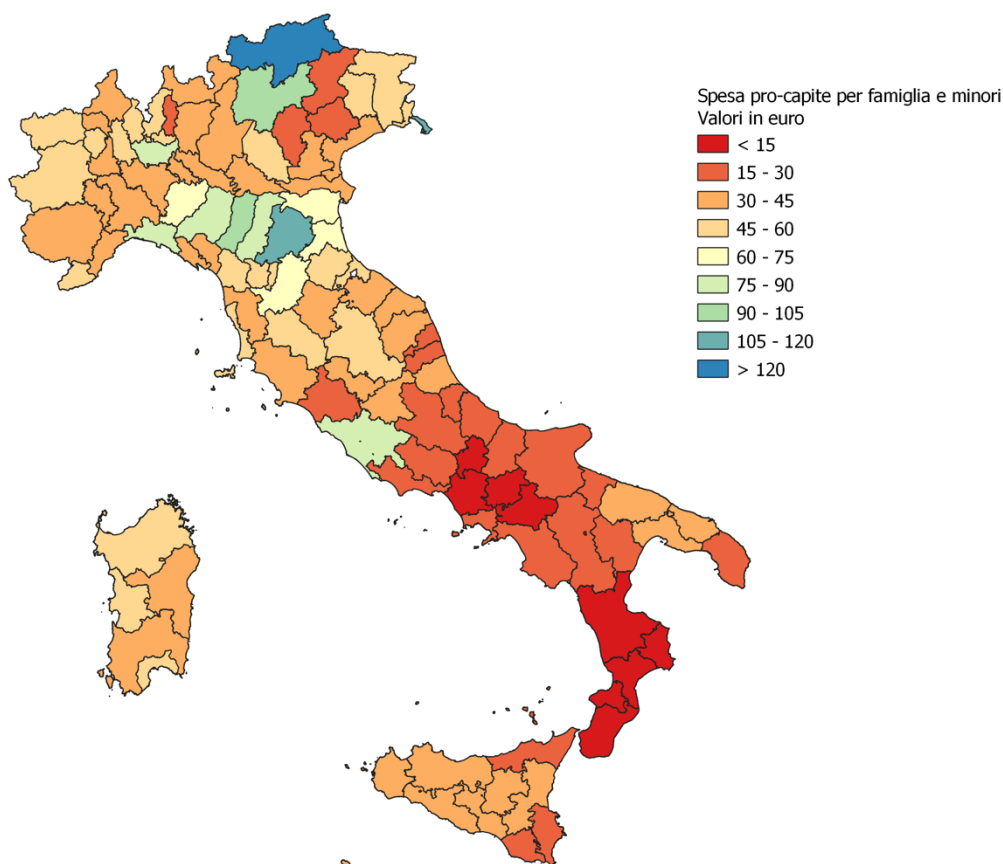 Spesa pro-capite per famiglia e minori
Valori in euro
< 15
15 - 30
30 - 45
45 - 60
60 - 75
75 - 90
90 - 105
105 - 120
> 120